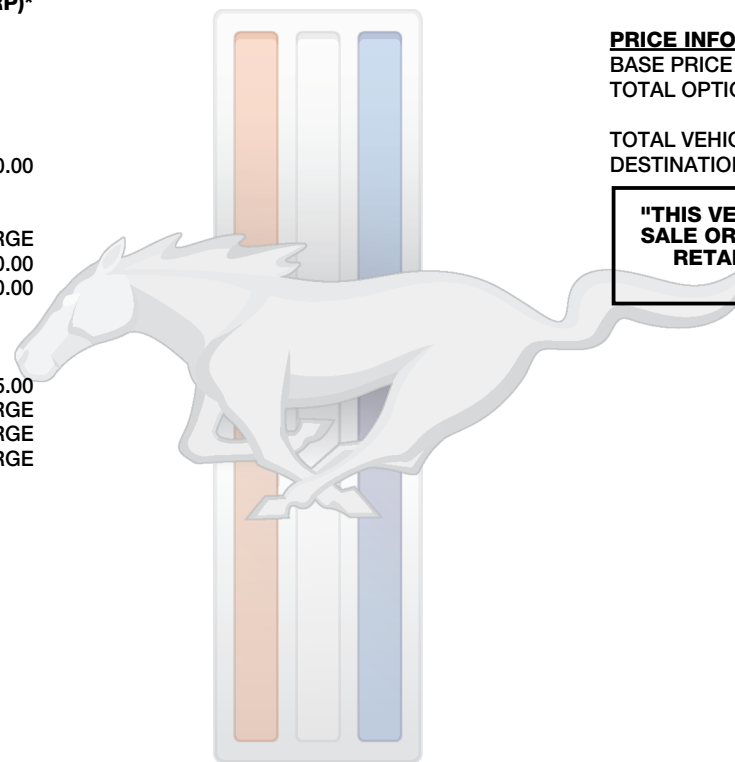 RP)*
0.00
RGE
0.00
0.00
5.00
RGE
RGE
RGE
PRICE INFO
BASE PRICE
TOTAL OPTIO
TOTAL VEHIC
DESTINATION
"THIS VE
SALE OR
RETAI